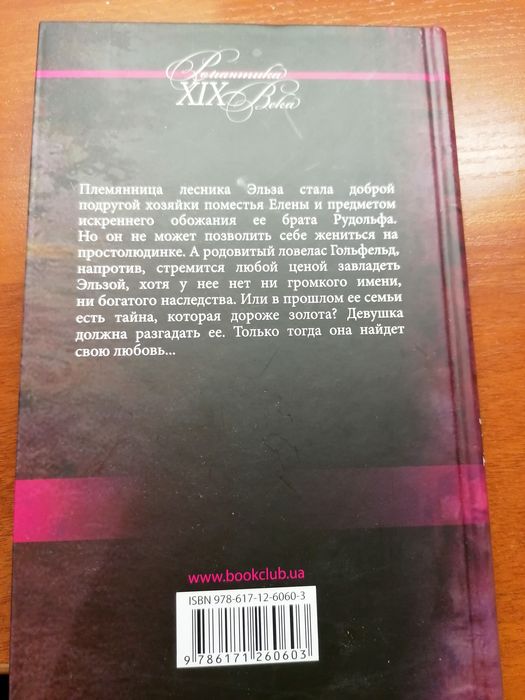 Романтика
XIX Века
Племянница лесника Эльза стала доброй
подругой хозяйки поместья Елены и предметом
искреннего обожания ее брата Рудольфа.
Но он не может позволить себе жениться на
простолюдинке. А родовитый ловелас Гольфельд,
напротив, стремится любой ценой завладеть
Эльзой, хотя у нее нет ни громкого имени,
ни богатого наследства. Или в прошлом ее семьи
есть тайна, которая дороже золота? Девушка
должна разгадать ее. Только тогда она найдет
свою любовь...
www.bookclub.ua
ISBN 978-617-12-6060-3
9 786171 260603